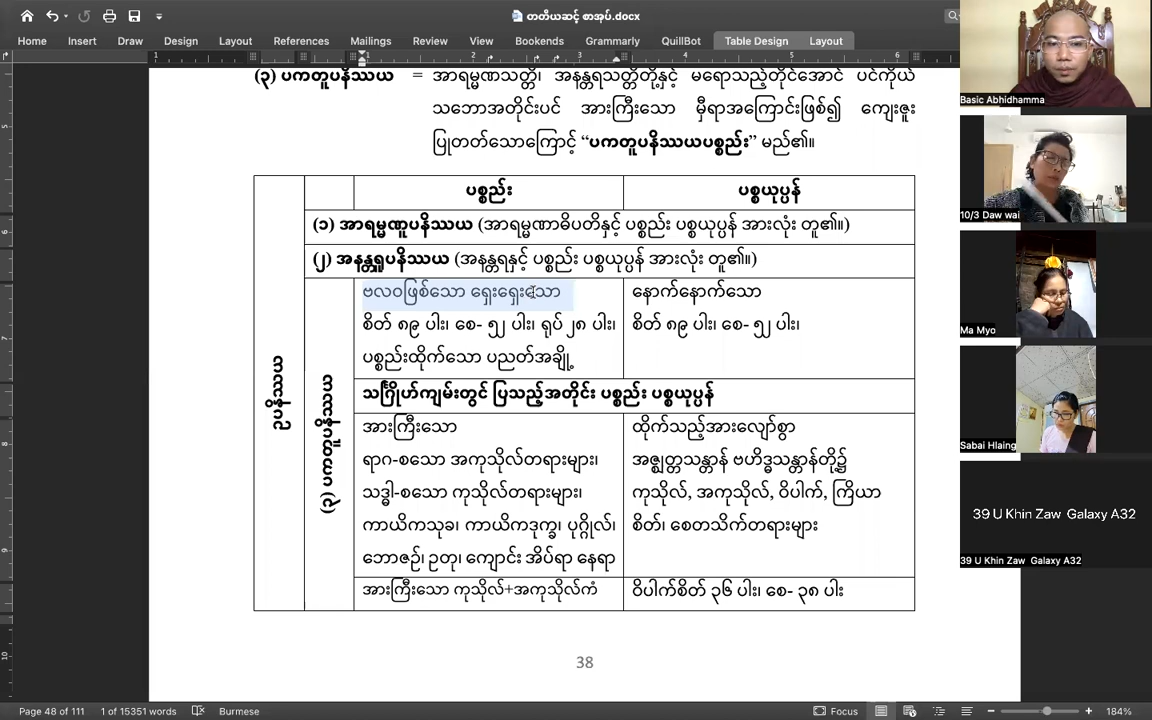 တတိယဆင့် စာအုပ်.docx
Home Insert Draw Design Layout References Mailings Review View Bookends Grammarly QuillBot Table Design Layout
(၃) ပကတူပနိဿယ = အာရမ္မဏသတ္တိ၊ အနန္တရသတ္တိတို့နှင့် မရောသည့်တိုင်အောင် ပင်ကိုယ်
သဘောအတိုင်းပင် အားကြီးသော မှီရာအကြောင်းဖြစ်၍ ကျေးဇူး
ပြုတတ်သောကြောင့် “ပကတူပနိဿယပစ္စည်း” မည်၏။
ပစ္စည်း ပစ္စယုပ္ပန်
(၁) အာရမ္မဏူပနိဿယ (အာရမ္မဏာဓိပတိနှင့် ပစ္စည်း ပစ္စယုပ္ပန် အားလုံး တူ၏။)
(၂) အနန္တရူပနိဿယ (အနန္တရနှင့် ပစ္စည်း ပစ္စယုပ္ပန် အားလုံး တူ၏။)
ဥပနိဿယ
(၃) ပကတူပနိဿယ
ဗလဝဖြစ်သော ရှေးရှေးသော နောက်နောက်သော
စိတ် ၈၉ ပါး၊ စေ- ၅၂ ပါး၊ ရုပ် ၂၈ ပါး၊ စိတ် ၈၉ ပါး၊ စေ- ၅၂ ပါး၊
ပစ္စည်းထိုက်သော ပညတ်အချို့
သင်္ဂြိုဟ်ကျမ်းတွင် ပြသည့်အတိုင်း ပစ္စည်း ပစ္စယုပ္ပန်
အားကြီးသော ထိုက်သည့်အားလျော်စွာ
ရာဂ-စသော အကုသိုလ်တရားများ၊ အဇ္ဈတ္တသန္တာန် ဗဟိဒ္ဓသန္တာန်တို့၌
သဒ္ဓါ-စသော ကုသိုလ်တရားများ၊ ကုသိုလ်, အကုသိုလ်, ဝိပါက်, ကြိယာ
ကာယိကသုခ၊ ကာယိကဒုက္ခ၊ ပုဂ္ဂိုလ်၊ စိတ်၊ စေတသိက်တရားများ
ဘောဇဉ်၊ ဥတု၊ ကျောင်း အိပ်ရာ နေရာ
အားကြီးသော ကုသိုလ်+အကုသိုလ်ကံ ဝိပါက်စိတ် ၃၆ ပါး၊ စေ- ၃၈ ပါး
38
Page 48 of 111 1 of 15351 words Burmese Focus 184%
Basic Abhidhamma
10/3 Daw wai
Ma Myo
Sabai Hlaing
39 U Khin Zaw Galaxy A32
39 U Khin Zaw Galaxy A32